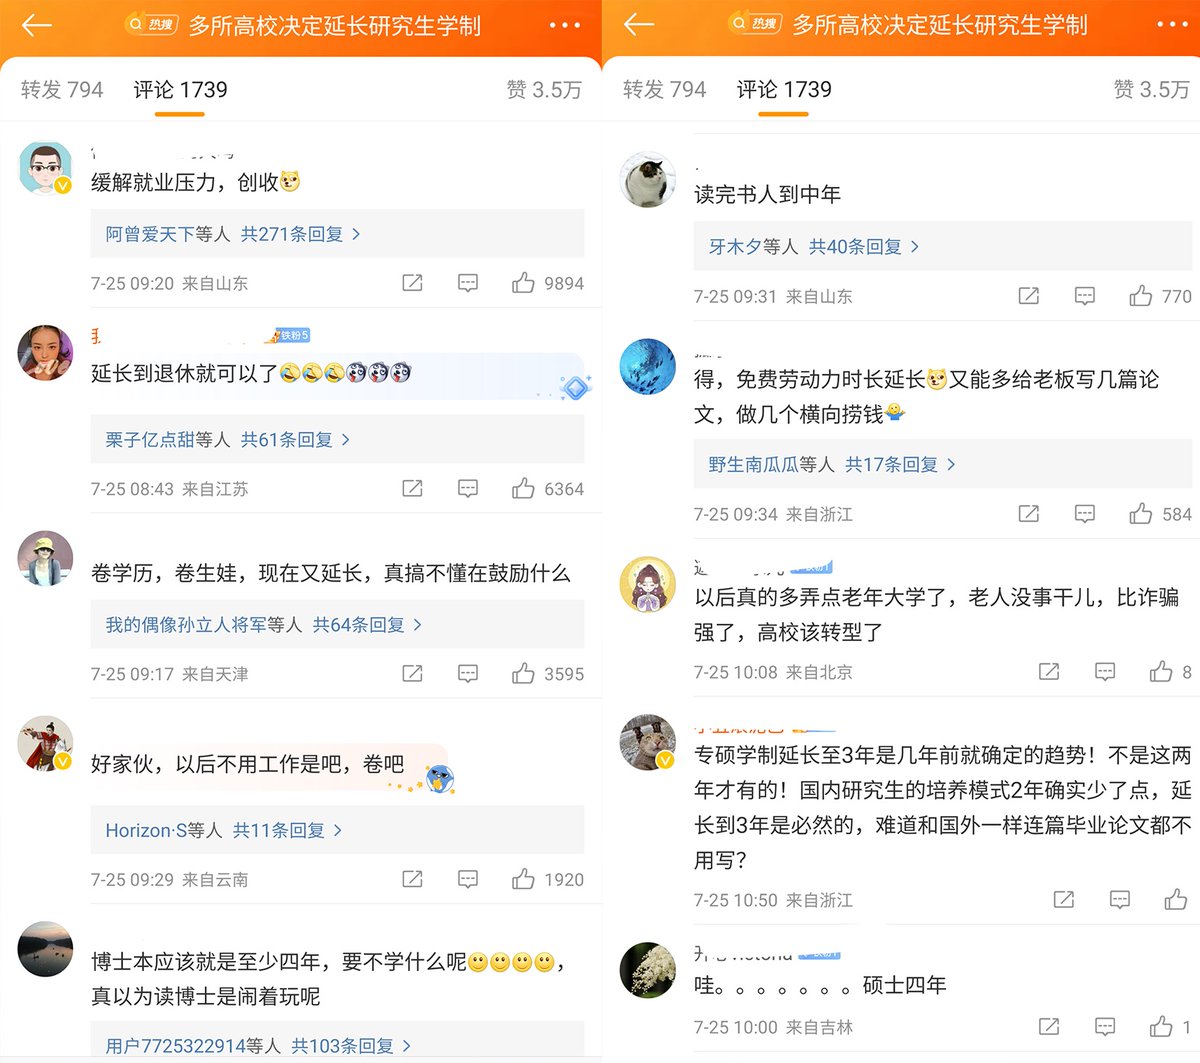 热搜 多所高校决定延长研究生学制
转发 794 评论 1739 赞 3.5万
缓解就业压力，创收
阿曾爱天下等人 共271条回复 >
7-25 09:20 来自山东 9894
铁粉5
延长到退休就可以了🤣🤣🤣
栗子亿点甜等人 共61条回复 >
7-25 08:43 来自江苏 6364
卷学历，卷生娃，现在又延长，真搞不懂在鼓励什么
我的偶像孙立人将军等人 共64条回复 >
7-25 09:17 来自天津 3595
好家伙，以后不用工作是吧，卷吧
Horizon·S等人 共11条回复 >
7-25 09:29 来自云南 1920
博士本应该就是至少四年，要不学什么呢🙂🙂🙂🙂，
真以为读博士是闹着玩呢
用户7725322914等人 共103条回复 >
热搜 多所高校决定延长研究生学制
转发 794 评论 1739 赞 3.5万
读完书人到中年
牙木夕等人 共40条回复 >
7-25 09:31 来自山东 770
得，免费劳动力时长延长又能多给老板写几篇论
文，做几个横向捞钱🤷
野生南瓜瓜等人 共17条回复 >
7-25 09:34 来自浙江 584
以后真的多弄点老年大学了，老人没事干儿，比诈骗
强了，高校该转型了
7-25 10:08 来自北京 8
专硕学制延长至3年是几年前就确定的趋势！不是这两
年才有的！国内研究生的培养模式2年确实少了点，延
长到3年是必然的，难道和国外一样连篇毕业论文都不
用写？
7-25 10:50 来自浙江
哇。。。。。。。硕士四年
7-25 10:00 来自吉林 1